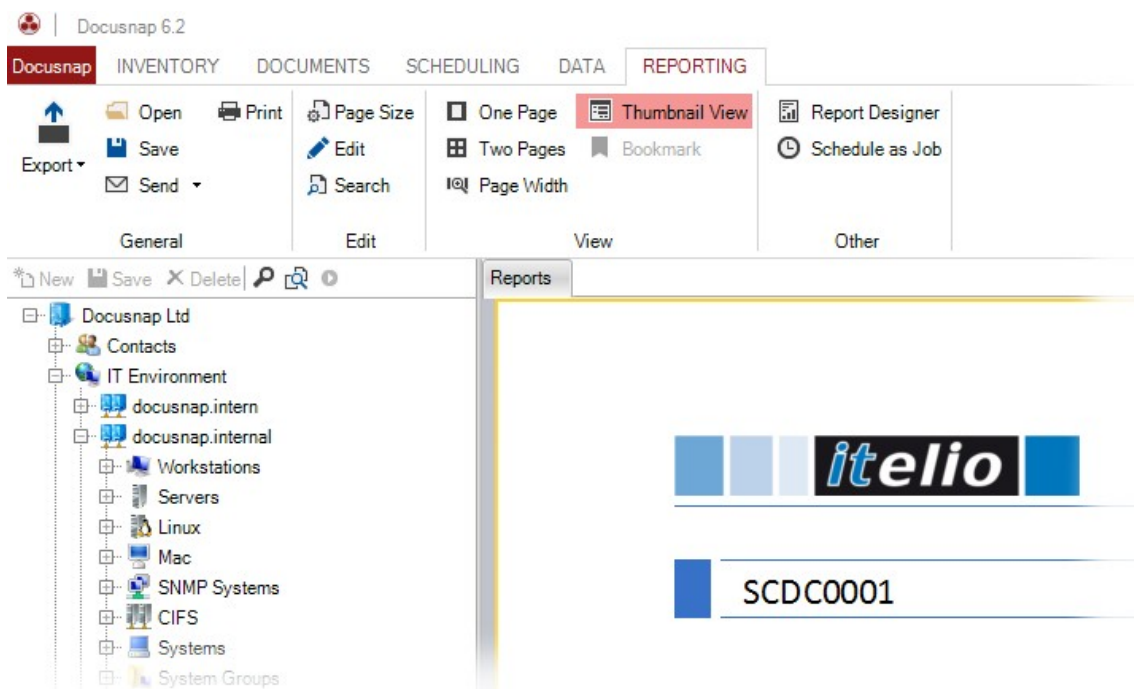 Docusnap 6.2
Docusnap INVENTORY DOCUMENTS SCHEDULING DATA REPORTING
Open Print Page Size One Page Thumbnail View Report Designer
Export Save Edit Two Pages Bookmark Schedule as Job
Send Search Page Width
General Edit View Other
New Save Delete Reports
Docusnap Ltd
Contacts
IT Environment
docusnap.intern
docusnap.internal
Workstations
Servers
Linux
Mac
SNMP Systems
CIFS
Systems
System Groups
itelio
SCDC0001